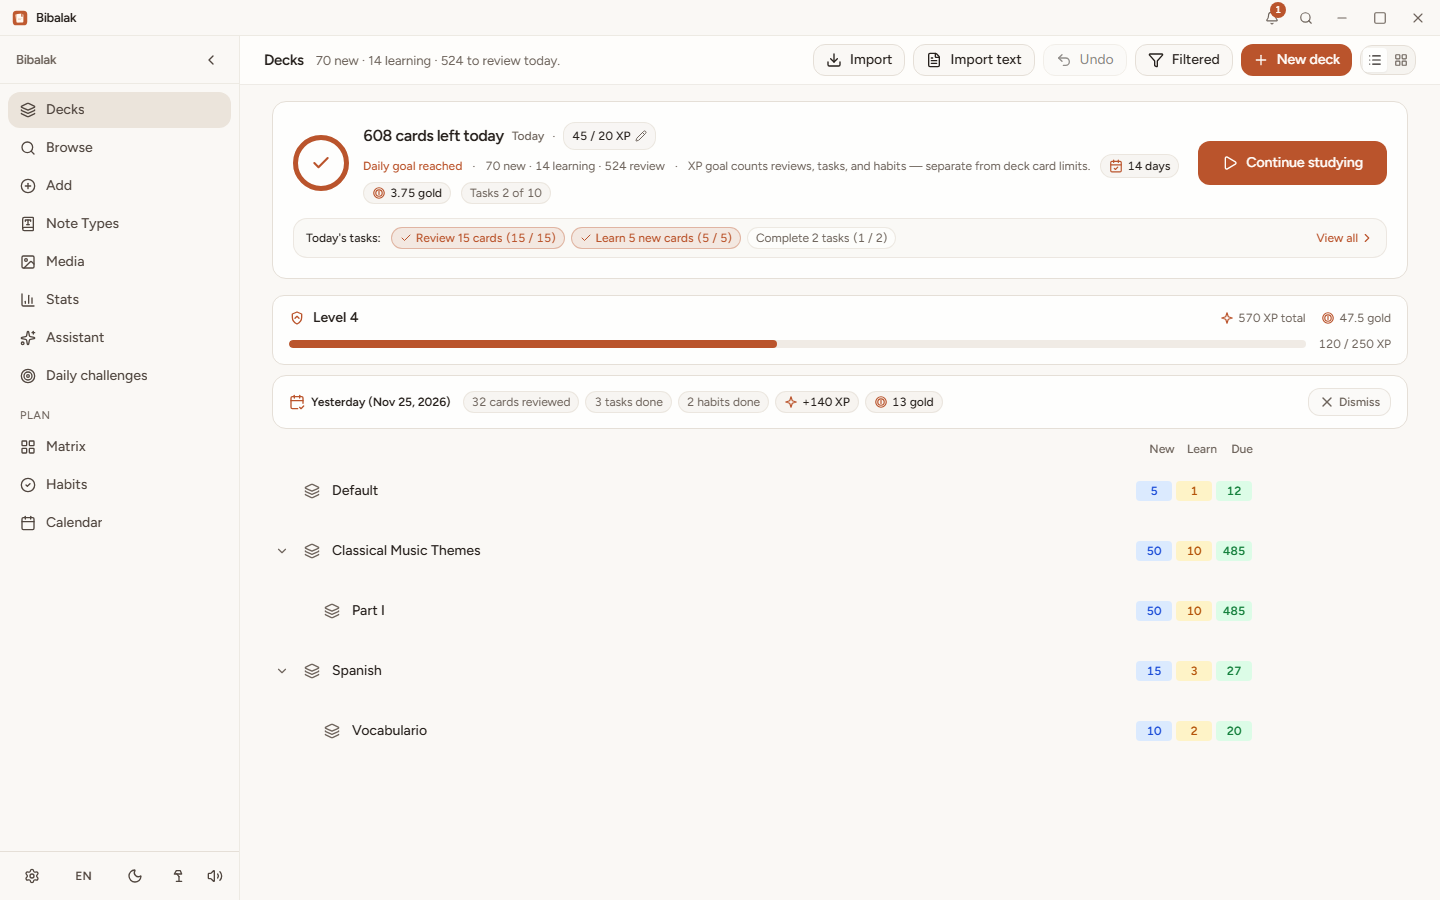 Bibalak
1
Bibalak
Decks
Browse
Add
Note Types
Media
Stats
Assistant
Daily challenges
PLAN
Matrix
Habits
Calendar
EN
Decks 70 new · 14 learning · 524 to review today.
Import
Import text
Undo
Filtered
New deck
608 cards left today Today · 45 / 20 XP
Daily goal reached · 70 new · 14 learning · 524 review · XP goal counts reviews, tasks, and habits — separate from deck card limits. 14 days
3.75 gold Tasks 2 of 10
Continue studying
Today's tasks: Review 15 cards (15 / 15) Learn 5 new cards (5 / 5) Complete 2 tasks (1 / 2) View all
Level 4 570 XP total 47.5 gold
120 / 250 XP
Yesterday (Nov 25, 2026) 32 cards reviewed 3 tasks done 2 habits done +140 XP 13 gold Dismiss
New Learn Due
Default 5 1 12
Classical Music Themes 50 10 485
Part I 50 10 485
Spanish 15 3 27
Vocabulario 10 2 20